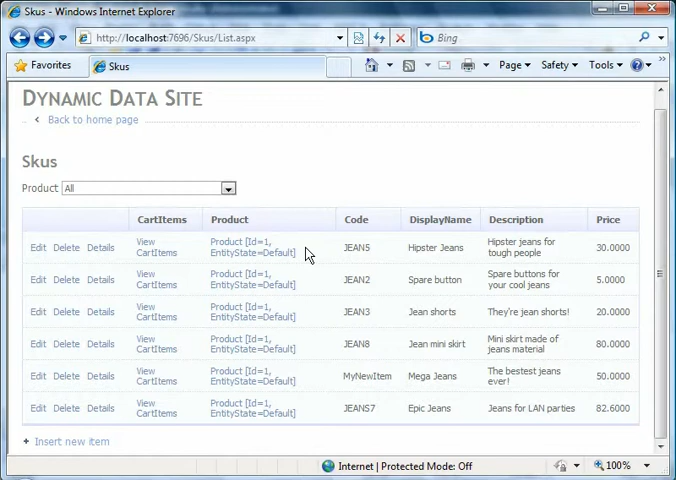 Skus - Windows Internet Explorer
http://localhost:7696/Skus/List.aspx
Bing
Favorites
Skus
Page
Safety
Tools
DYNAMIC DATA SITE
Back to home page
Skus
Product All
CartItems Product Code DisplayName Description Price
Edit Delete Details View CartItems Product [Id=1, EntityState=Default] JEAN5 Hipster Jeans Hipster jeans for tough people 30.0000
Edit Delete Details View CartItems Product [Id=1, EntityState=Default] JEAN2 Spare button Spare buttons for your cool jeans 5.0000
Edit Delete Details View CartItems Product [Id=1, EntityState=Default] JEAN3 Jean shorts They're jean shorts! 20.0000
Edit Delete Details View CartItems Product [Id=1, EntityState=Default] JEAN8 Jean mini skirt Mini skirt made of jeans material 80.0000
Edit Delete Details View CartItems Product [Id=1, EntityState=Default] MyNewItem Mega Jeans The bestest jeans ever! 50.0000
Edit Delete Details View CartItems Product [Id=1, EntityState=Default] JEANS7 Epic Jeans Jeans for LAN parties 82.6000
Insert new item
Internet | Protected Mode: Off
100%